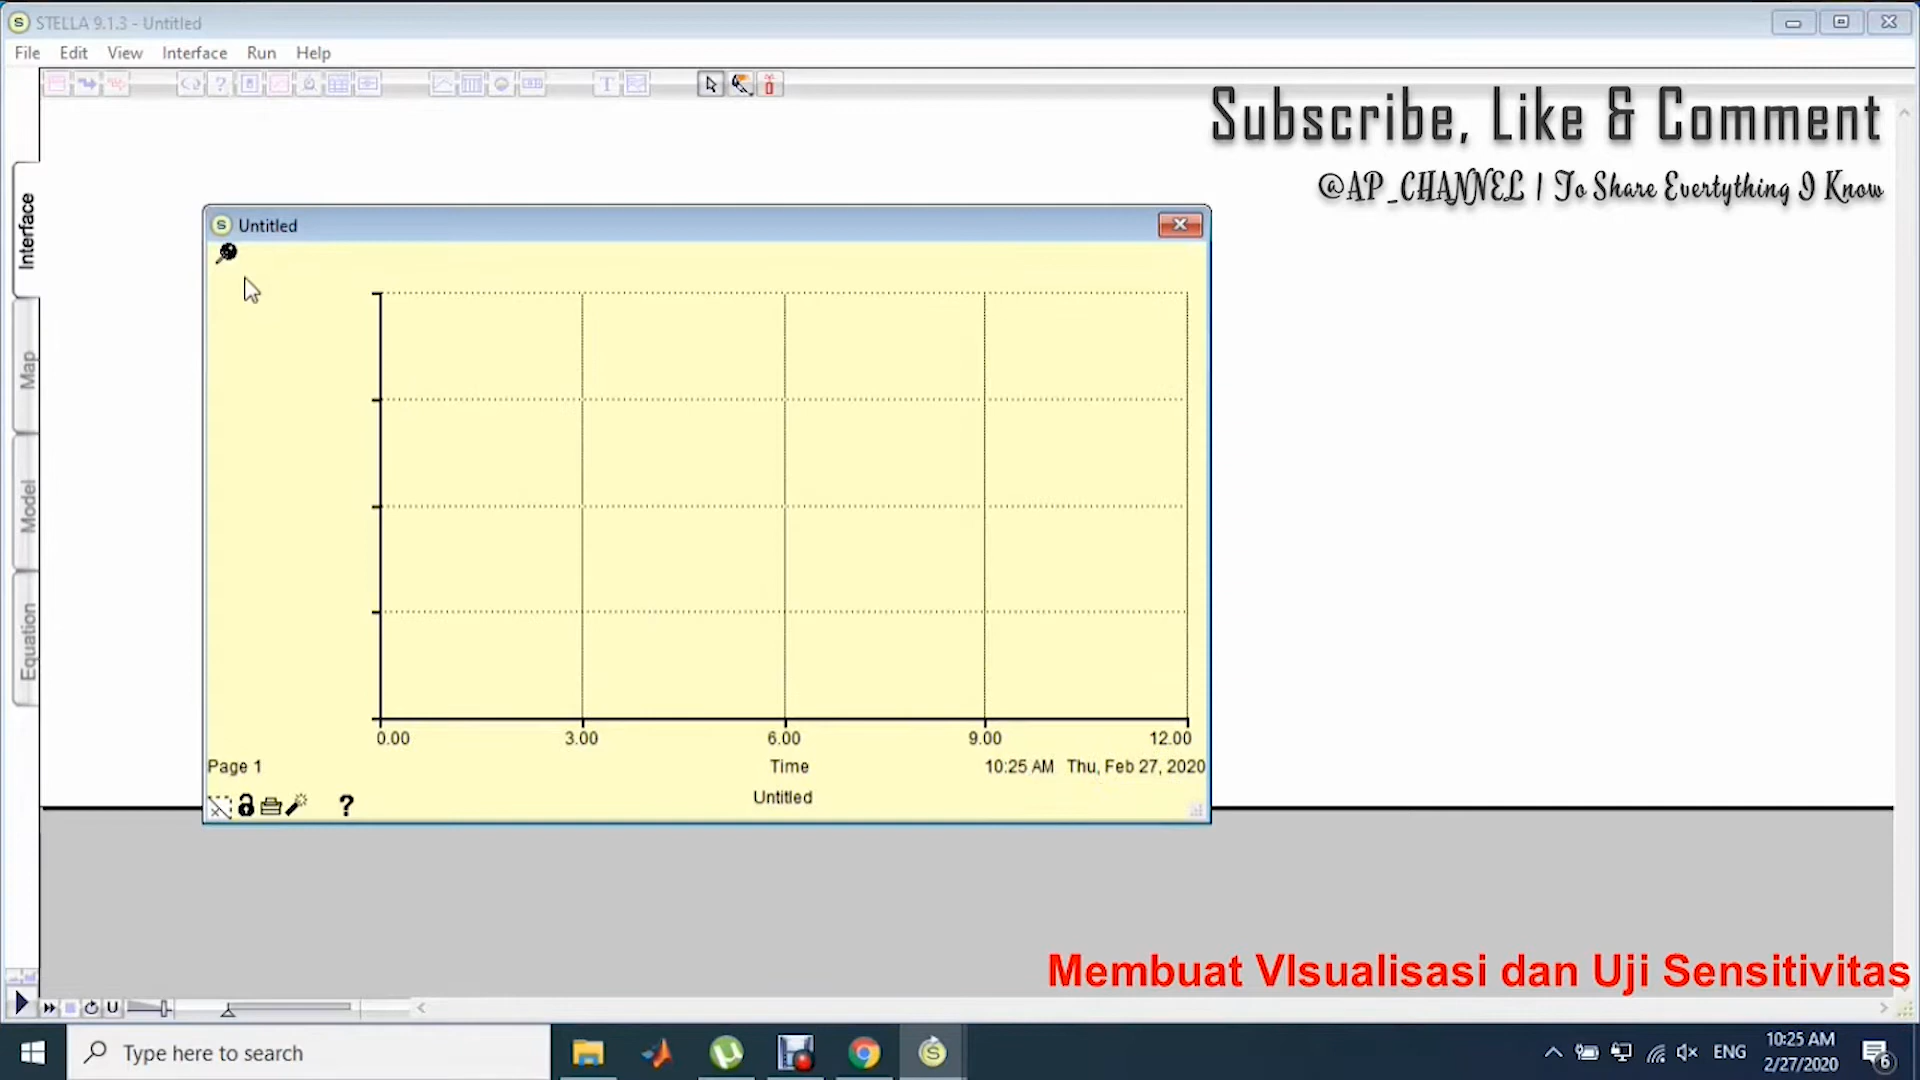 STELLA 9.1.3 - Untitled
File Edit View Interface Run Help
Subscribe, Like & Comment
@AP_CHANNEL | To Share Evertything I Know
Interface
Map
Model
Equation
Untitled
0.00 3.00 6.00 9.00 12.00
Page 1 Time 10:25 AM Thu, Feb 27, 2020
Untitled
?
Membuat VIsualisasi dan Uji Sensitivitas
U
Type here to search
ENG
10:25 AM
2/27/2020
6